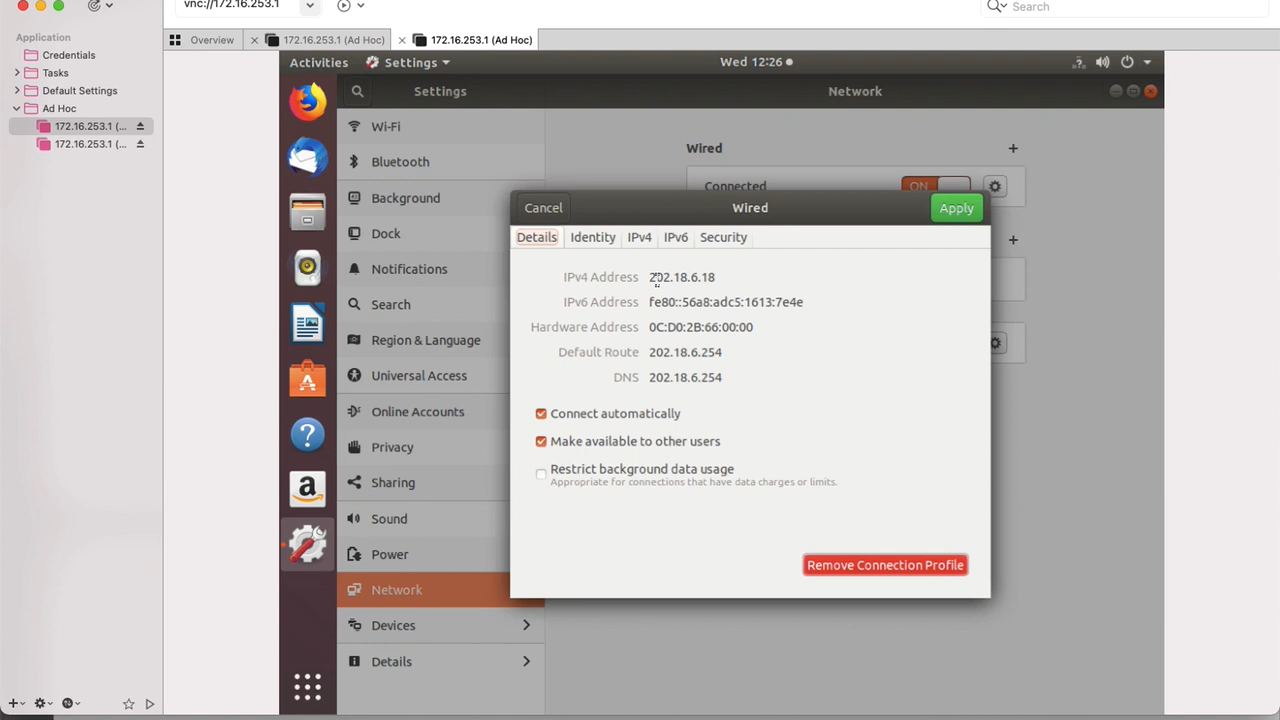 vnc://172.16.253.1
Search
Application
Credentials
Tasks
Default Settings
Ad Hoc
172.16.253.1 (...
172.16.253.1 (...
Overview
172.16.253.1 (Ad Hoc)
172.16.253.1 (Ad Hoc)
Activities Settings Wed 12:26
Settings
Network
Wi-Fi
Bluetooth
Background
Dock
Notifications
Search
Region & Language
Universal Access
Online Accounts
Privacy
Sharing
Sound
Power
Network
Devices
Details
Wired
Connected ON
Cancel Wired Apply
Details Identity IPv4 IPv6 Security
IPv4 Address 202.18.6.18
IPv6 Address fe80::56a8:adc5:1613:7e4e
Hardware Address 0C:D0:2B:66:00:00
Default Route 202.18.6.254
DNS 202.18.6.254
Connect automatically
Make available to other users
Restrict background data usage
Appropriate for connections that have data charges or limits.
Remove Connection Profile